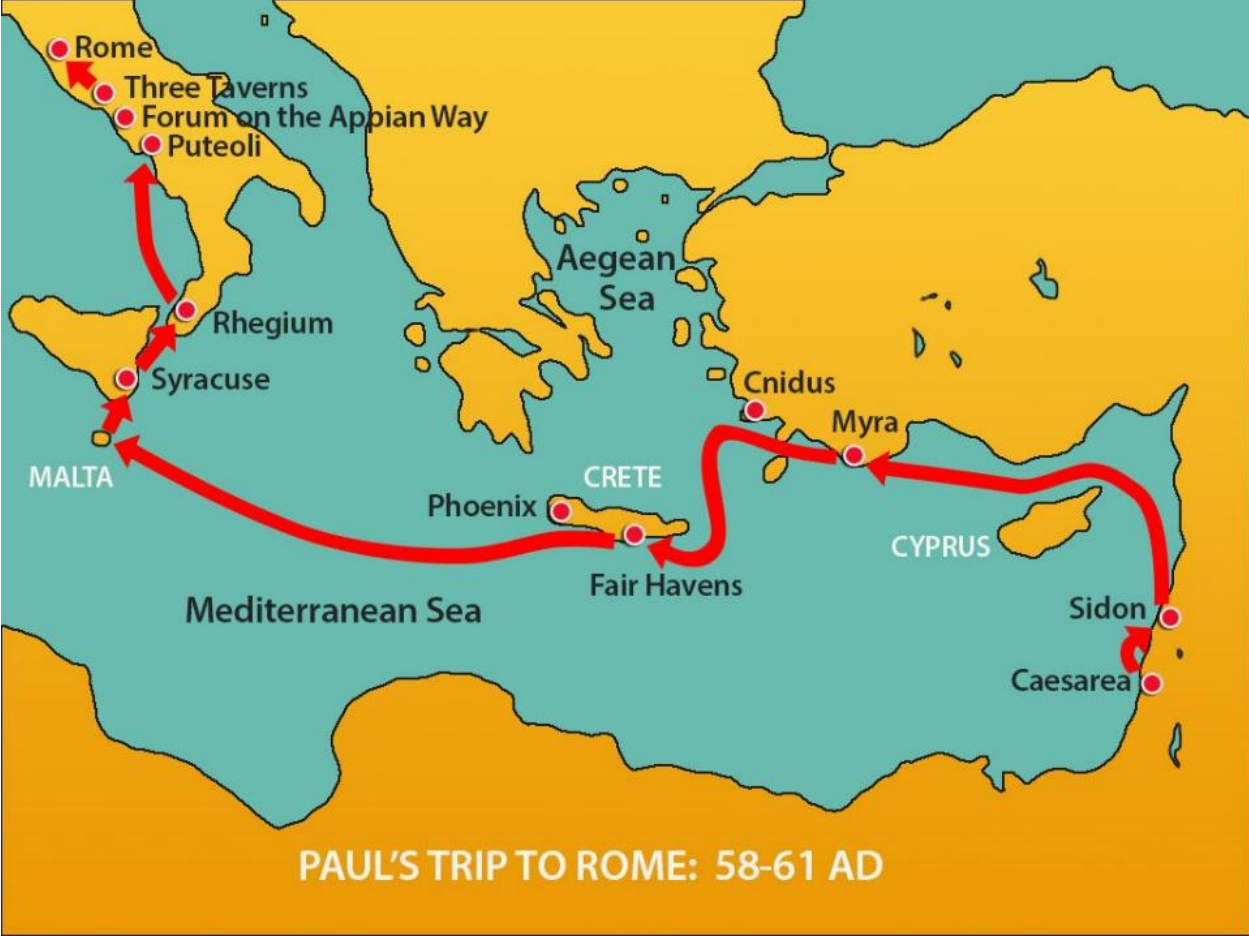 Rome
Three Taverns
Forum on the Appian Way
Puteoli
Aegean
Sea
Rhegium
Syracuse
Cnidus
Myra
MALTA
CRETE
Phoenix
CYPRUS
Fair Havens
Mediterranean Sea
Sidon
Caesarea
PAUL'S TRIP TO ROME: 58-61 AD